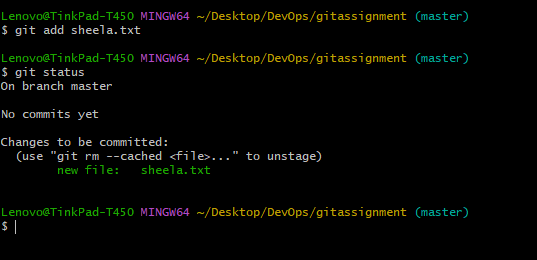 Lenovo@TinkPad-T450 MINGW64 ~/Desktop/DevOps/gitassignment (master)
$ git add sheela.txt
Lenovo@TinkPad-T450 MINGW64 ~/Desktop/DevOps/gitassignment (master)
$ git status
On branch master
No commits yet
Changes to be committed:
(use "git rm --cached <file>..." to unstage)
new file:   sheela.txt
Lenovo@TinkPad-T450 MINGW64 ~/Desktop/DevOps/gitassignment (master)
$